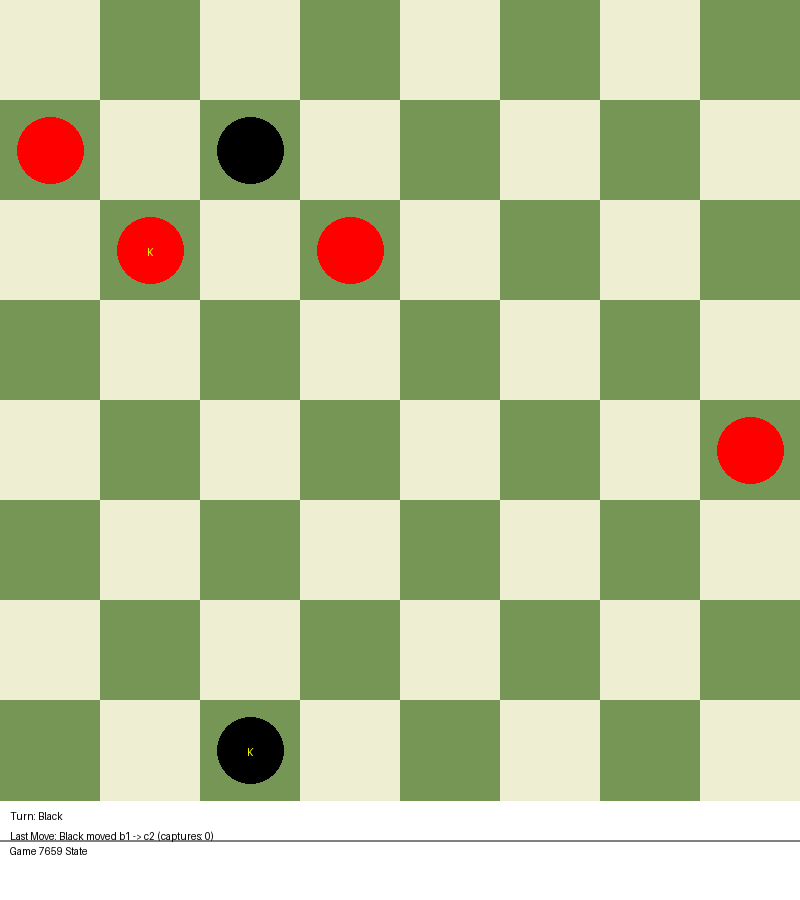 K
K
Turn: Black
Last Move: Black moved b1 -> c2 (captures: 0)
Game 7659 State